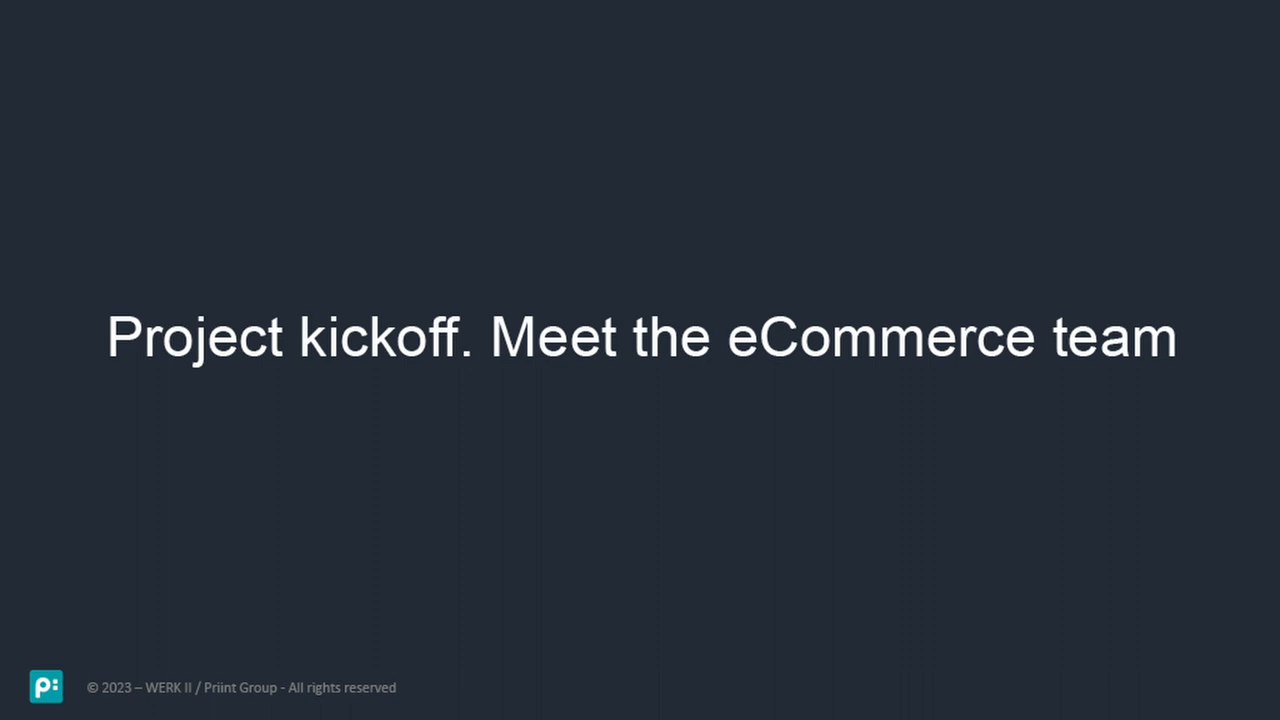 Project kickoff. Meet the eCommerce team
p:
© 2023 – WERK II / Priint Group - All rights reserved